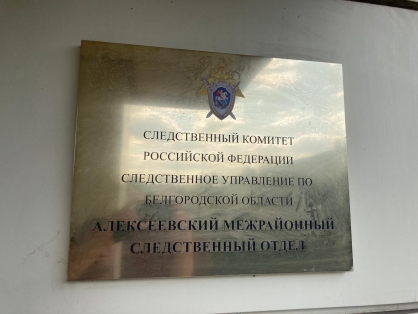 СЛЕДСТВЕННЫЙ КОМИТЕТ
РОССИЙСКОЙ ФЕДЕРАЦИИ
СЛЕДСТВЕННОЕ УПРАВЛЕНИЕ ПО
БЕЛГОРОДСКОЙ ОБЛАСТИ
АЛЕКСЕЕВСКИЙ МЕЖРАЙОННЫЙ
СЛЕДСТВЕННЫЙ ОТДЕЛ